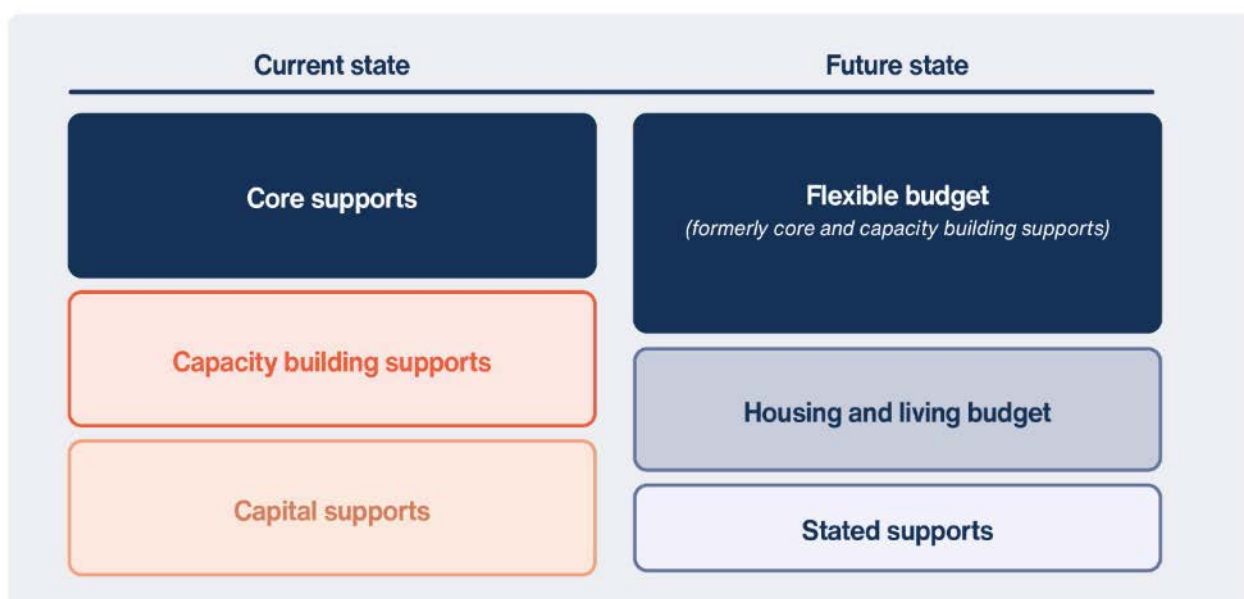 Current state
Future state
Core supports
Flexible budget
(formerly core and capacity building supports)
Capacity building supports
Housing and living budget
Capital supports
Stated supports